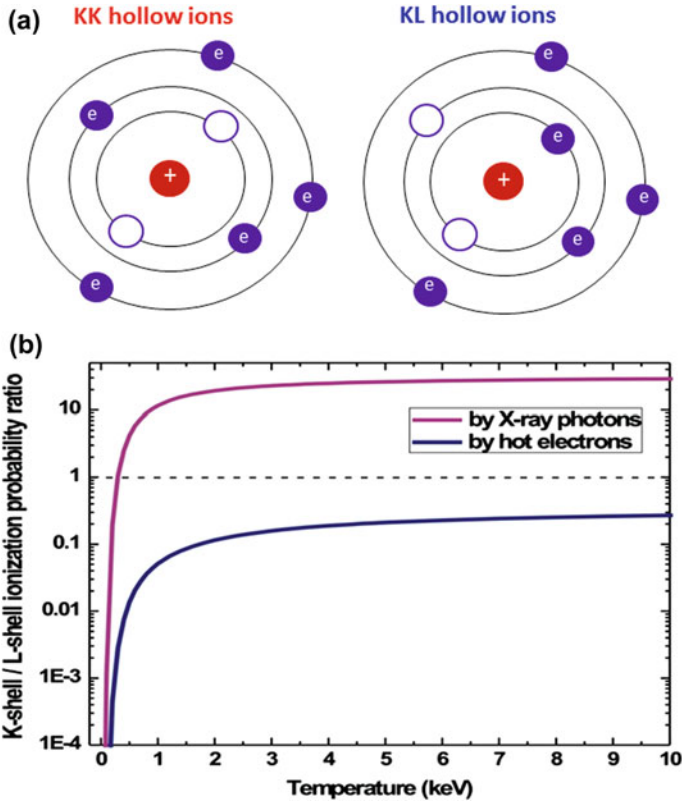 (a)
KK hollow ions
KL hollow ions
e
e
e
e
e
+
e
e
e
e
e
+
(b)
K-shell / L-shell ionization probability ratio
10
1
0.1
0.01
1E-3
1E-4
by X-ray photons
by hot electrons
0 1 2 3 4 5 6 7 8 9 10
Temperature (keV)